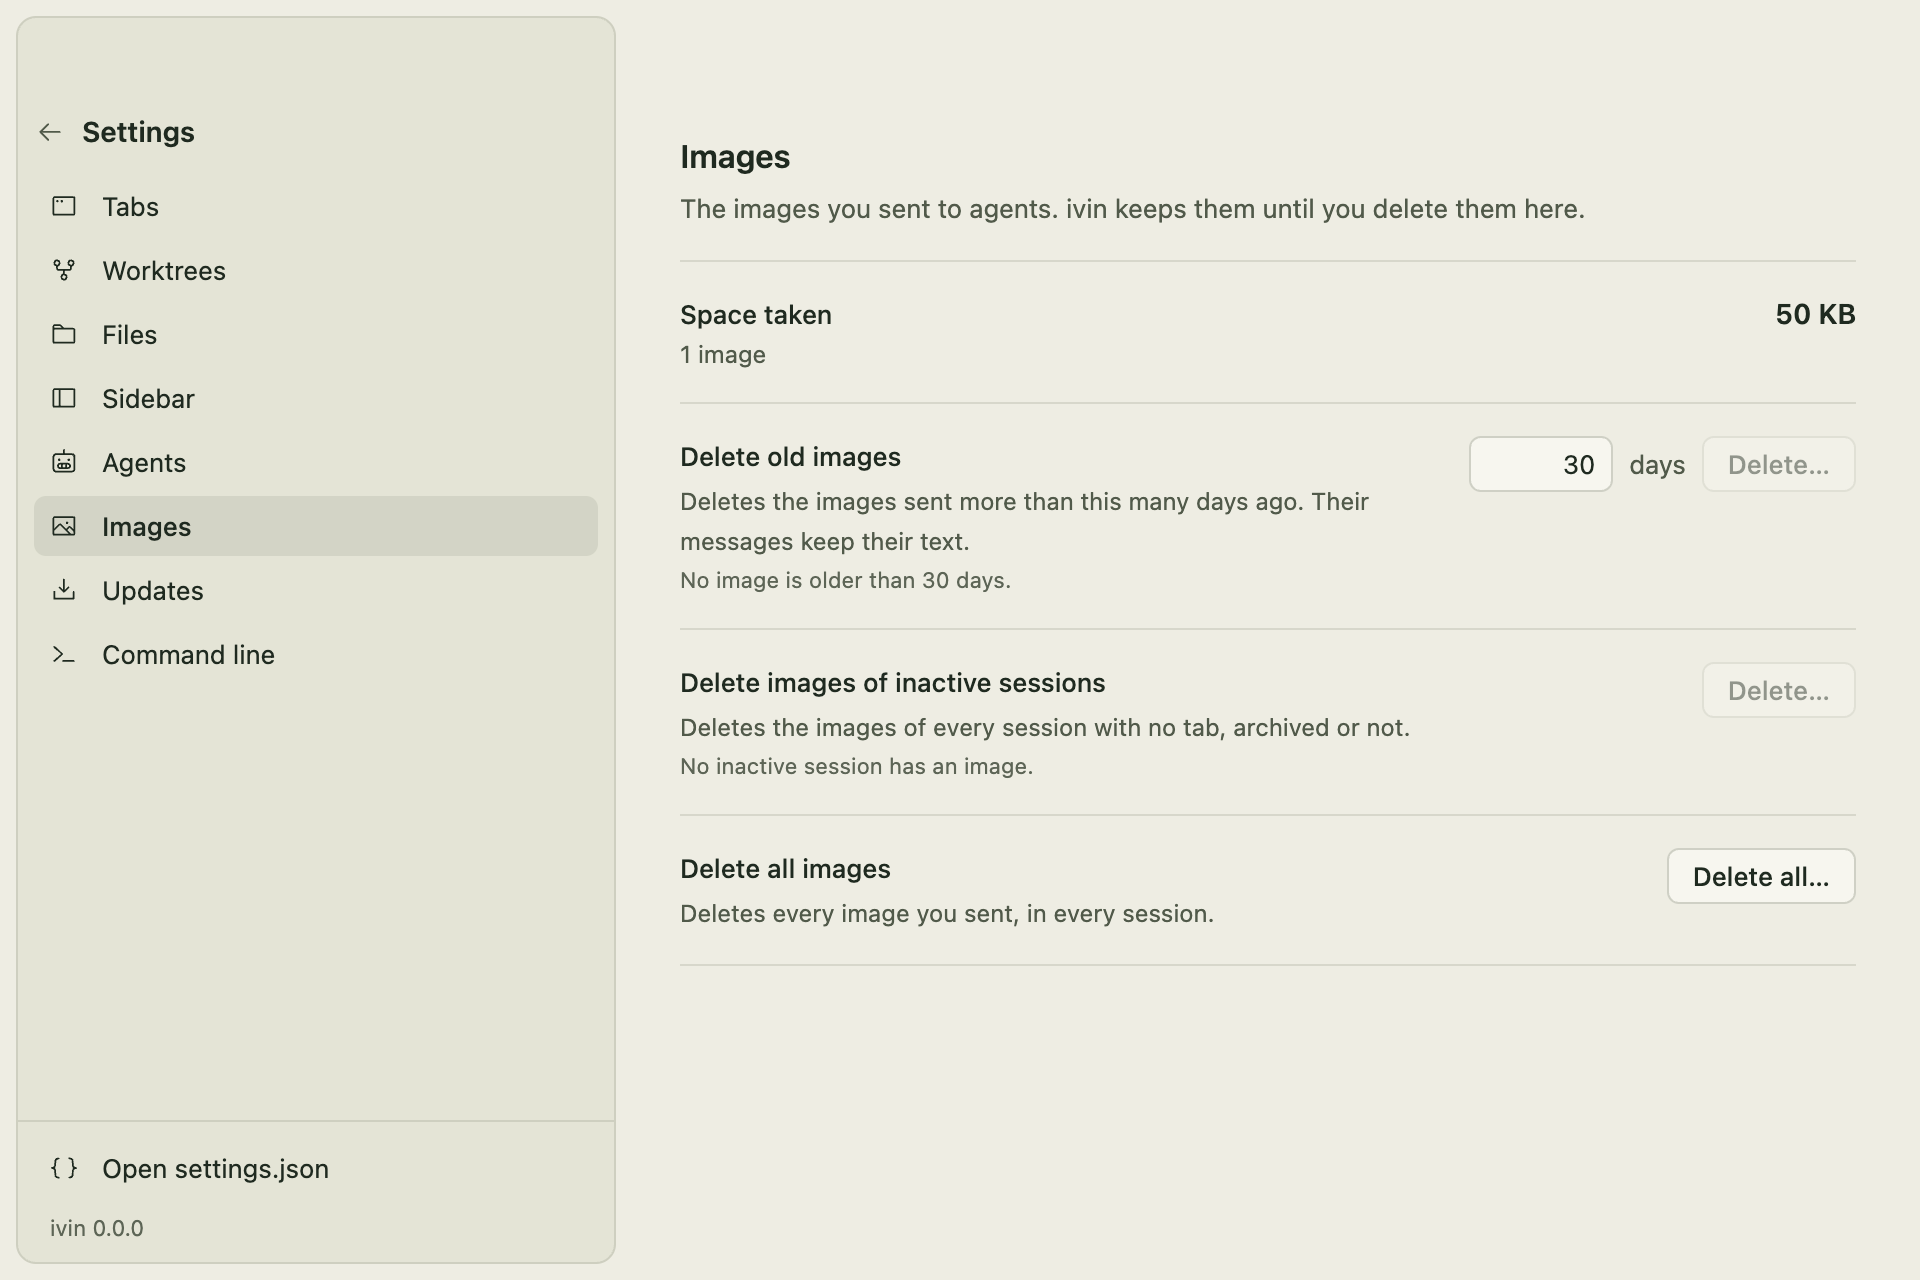 Settings
Tabs
Worktrees
Files
Sidebar
Agents
Images
Updates
Command line
Open settings.json
ivin 0.0.0
Images
The images you sent to agents. ivin keeps them until you delete them here.
Space taken
50 KB
1 image
Delete old images
30 days Delete...
Deletes the images sent more than this many days ago. Their
messages keep their text.
No image is older than 30 days.
Delete images of inactive sessions
Delete...
Deletes the images of every session with no tab, archived or not.
No inactive session has an image.
Delete all images
Delete all...
Deletes every image you sent, in every session.